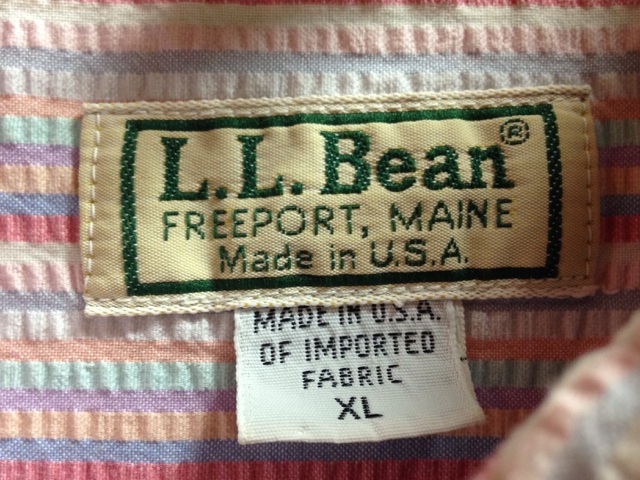 L.L. Bean®
FREEPORT, MAINE
Made in U.S.A.
MADE IN U.S.A.
OF IMPORTED
FABRIC
XL